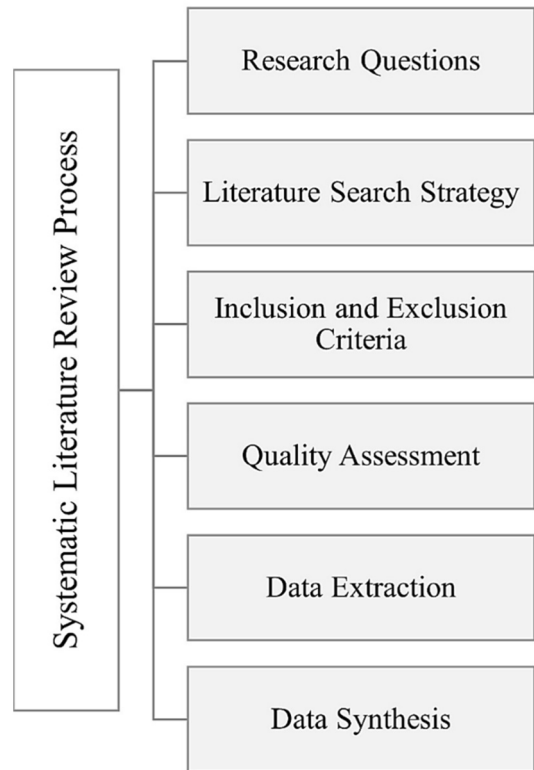 Systematic Literature Review Process
Research Questions
Literature Search Strategy
Inclusion and Exclusion
Criteria
Quality Assessment
Data Extraction
Data Synthesis